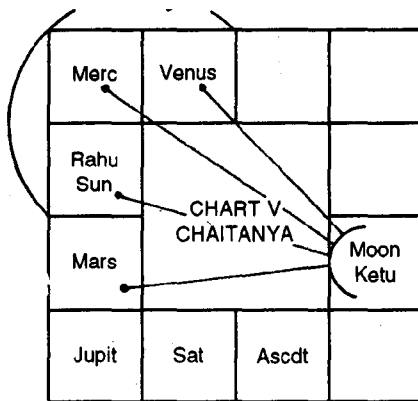 Merc Venus
Rahu
Sun
CHART V
CHAITANYA
Mars
Moon
Ketu
Jupit Sat Ascdt